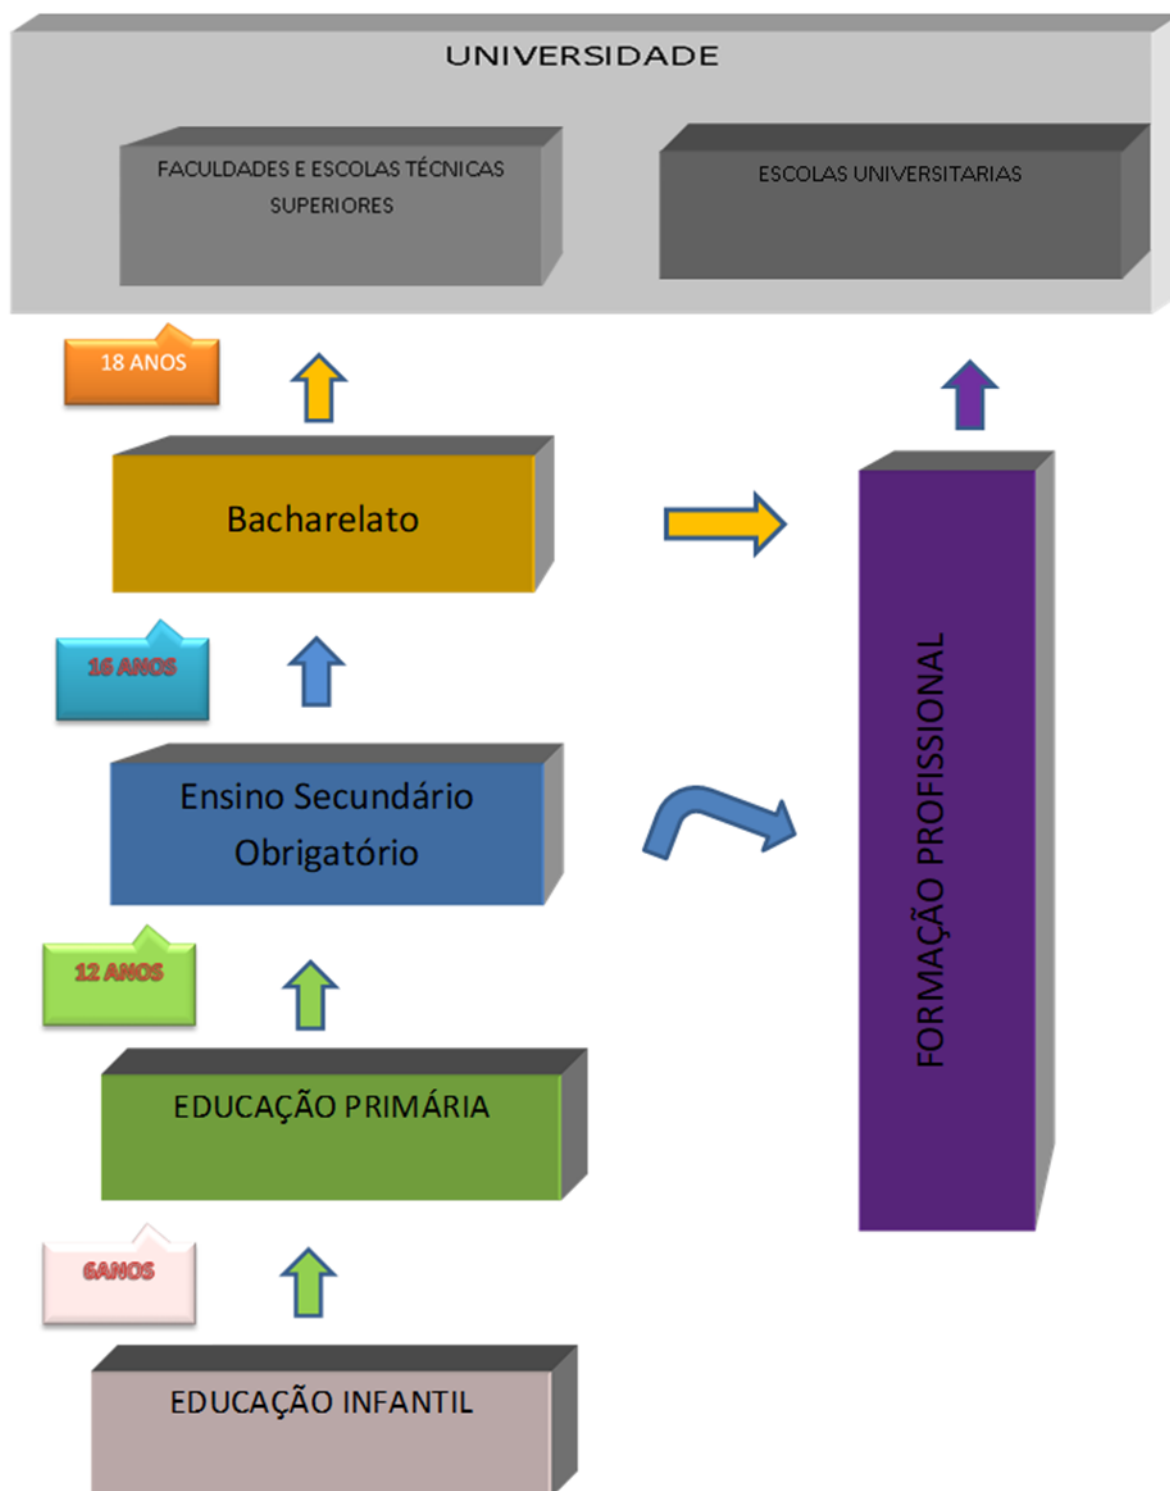 UNIVERSIDADE
FACULDADES E ESCOLAS TÉCNICAS
SUPERIORES
ESCOLAS UNIVERSITARIAS
18 ANOS
Bacharelato
16 ANOS
Ensino Secundário
Obrigatório
FORMAÇÃO PROFISSIONAL
12 ANOS
EDUCAÇÃO PRIMÁRIA
6ANOS
EDUCAÇÃO INFANTIL